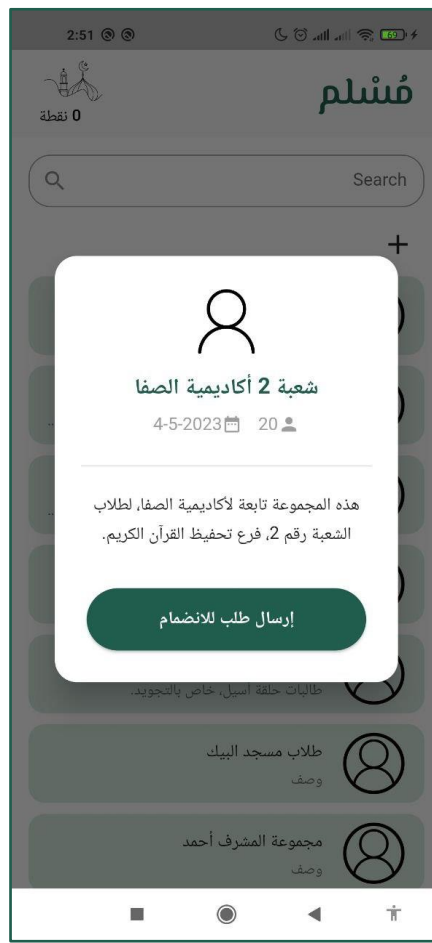 2:51
69
مُسْلم
0 نقطة
Search
شعبة 2 أكاديمية الصفا
20
4-5-2023
هذه المجموعة تابعة لأكاديمية الصفا، لطلاب
الشعبة رقم 2، فرع تحفيظ القرآن الكريم.
إرسال طلب للانضمام
طالبات حلقة أسيل، خاص بالتجويد.
طلاب مسجد البيك
وصف
مجموعة المشرف أحمد
وصف